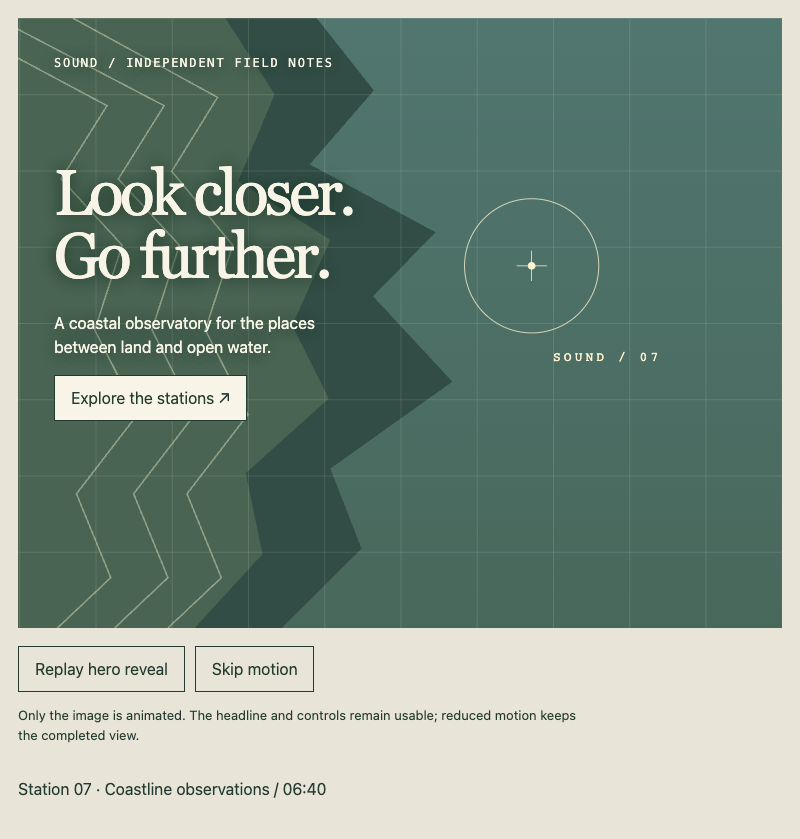 SOUND / INDEPENDENT FIELD NOTES
Look closer.
Go further.
A coastal observatory for the places
between land and open water.
Explore the stations ↗
SOUND / 07
Replay hero reveal
Skip motion
Only the image is animated. The headline and controls remain usable; reduced motion keeps
the completed view.
Station 07 · Coastline observations / 06:40